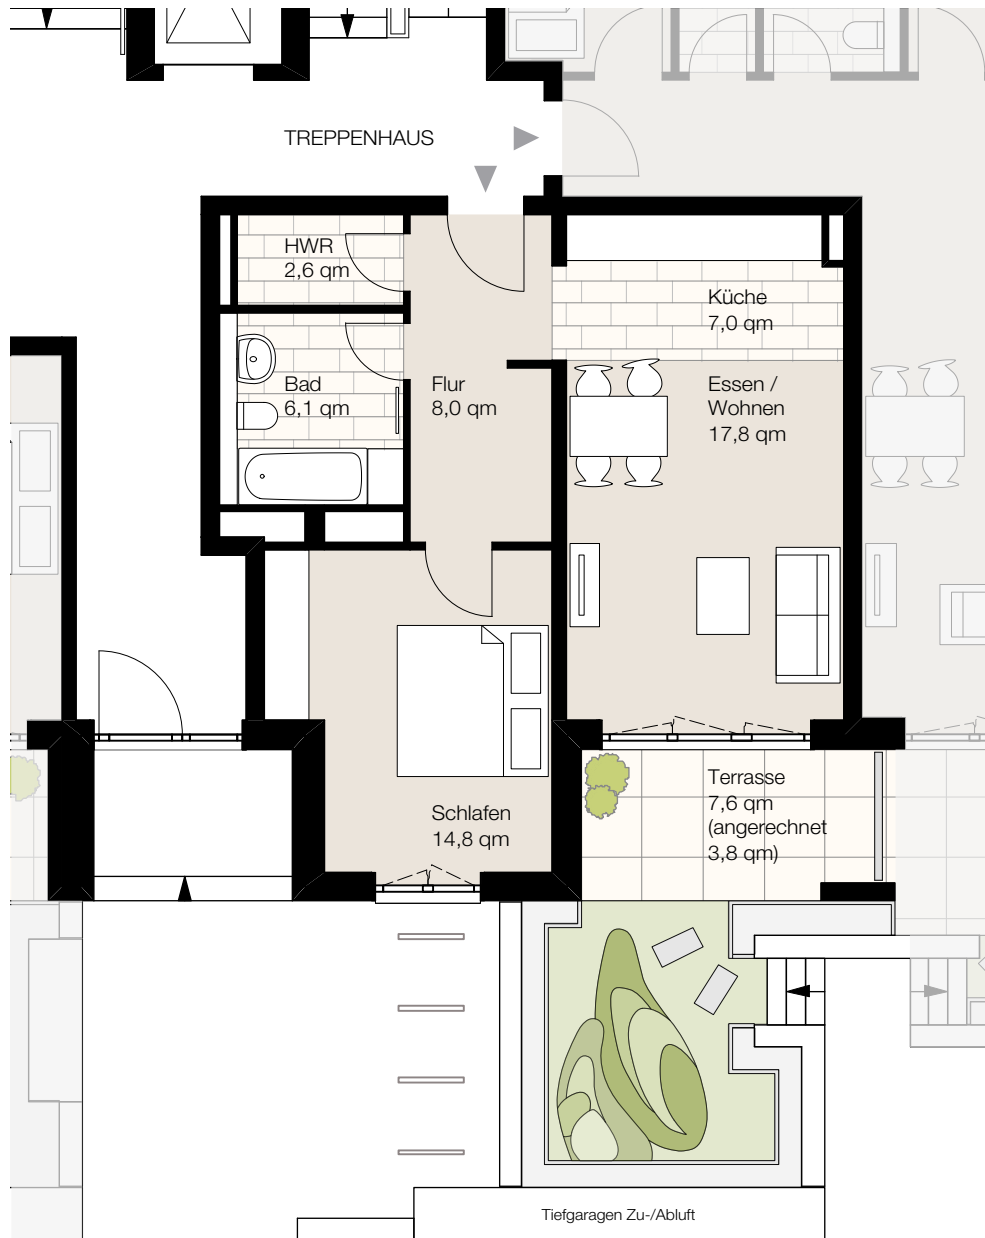 TREPPENHAUS
HWR
2,6 qm
Küche
7,0 qm
Bad
6,1 qm
Flur
8,0 qm
Essen /
Wohnen
17,8 qm
Terrasse
7,6 qm
(angerechnet
3,8 qm)
Schlafen
14,8 qm
Tiefgaragen Zu-/Abluft